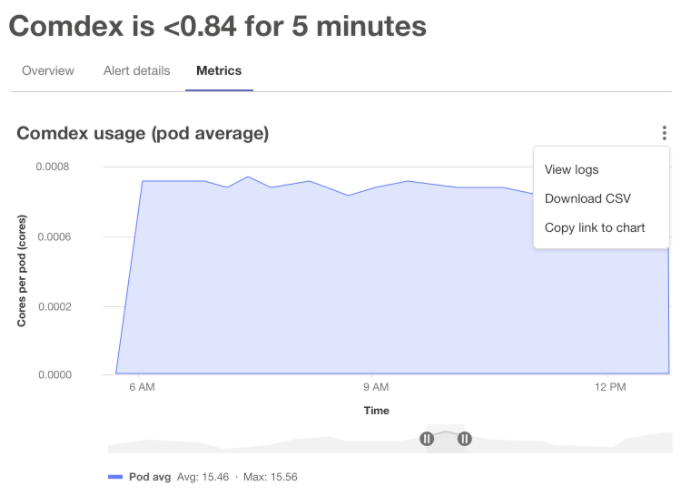 Comdex is <0.84 for 5 minutes
Overview Alert details Metrics
Comdex usage (pod average)
View logs
Download CSV
Copy link to chart
Cores per pod (cores)
0.0008
0.0006
0.0002
0.0000
6 AM 9 AM 12 PM
Time
Pod avg Avg: 15.46 · Max: 15.56